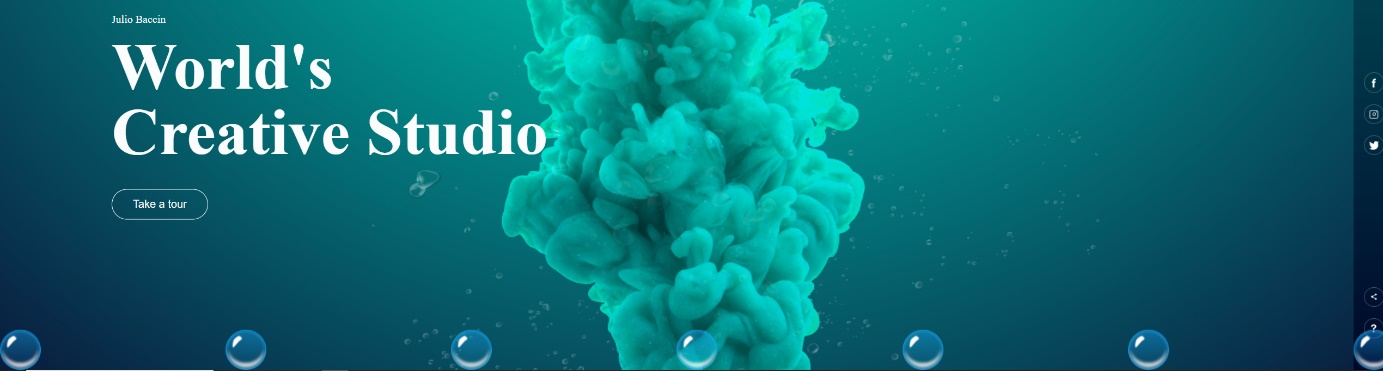 Julio Baccin
World's
Creative Studio
Take a tour
?